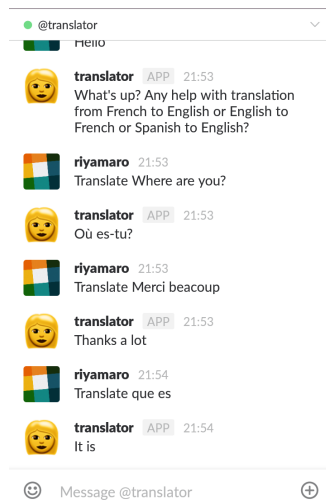 @translator
Hello
translator APP 21:53
What's up? Any help with translation
from French to English or English to
French or Spanish to English?
riyamaro 21:53
Translate Where are you?
translator APP 21:53
Où es-tu?
riyamaro 21:53
Translate Merci beacoup
translator APP 21:53
Thanks a lot
riyamaro 21:54
Translate que es
translator APP 21:54
It is
Message @translator